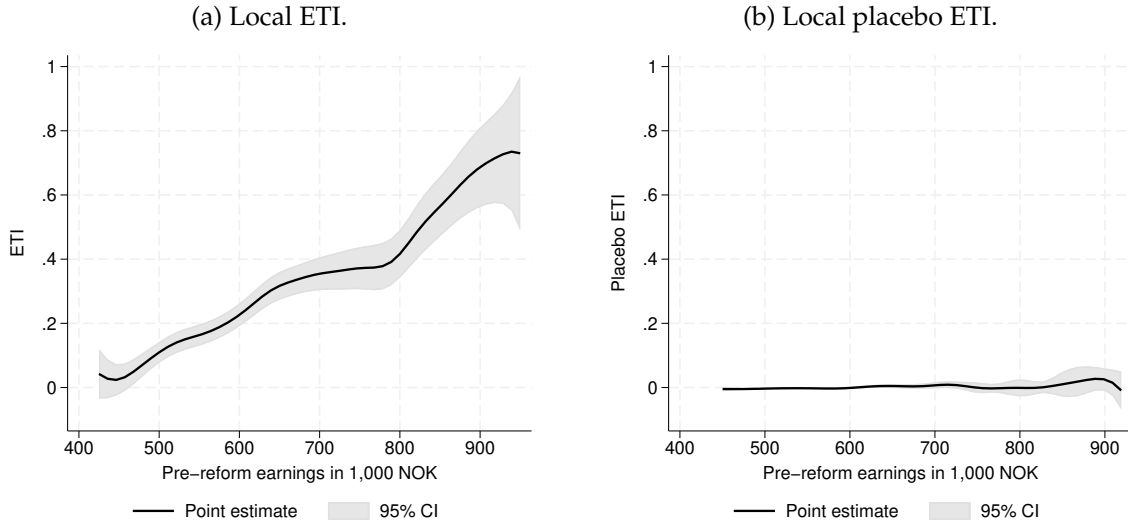 (a) Local ETI.
ETI
1
.8
.6
.4
.2
0
400 500 600 700 800 900
Pre−reform earnings in 1,000 NOK
Point estimate 95% CI
(b) Local placebo ETI.
Placebo ETI
1
.8
.6
.4
.2
0
400 500 600 700 800 900
Pre−reform earnings in 1,000 NOK
Point estimate 95% CI